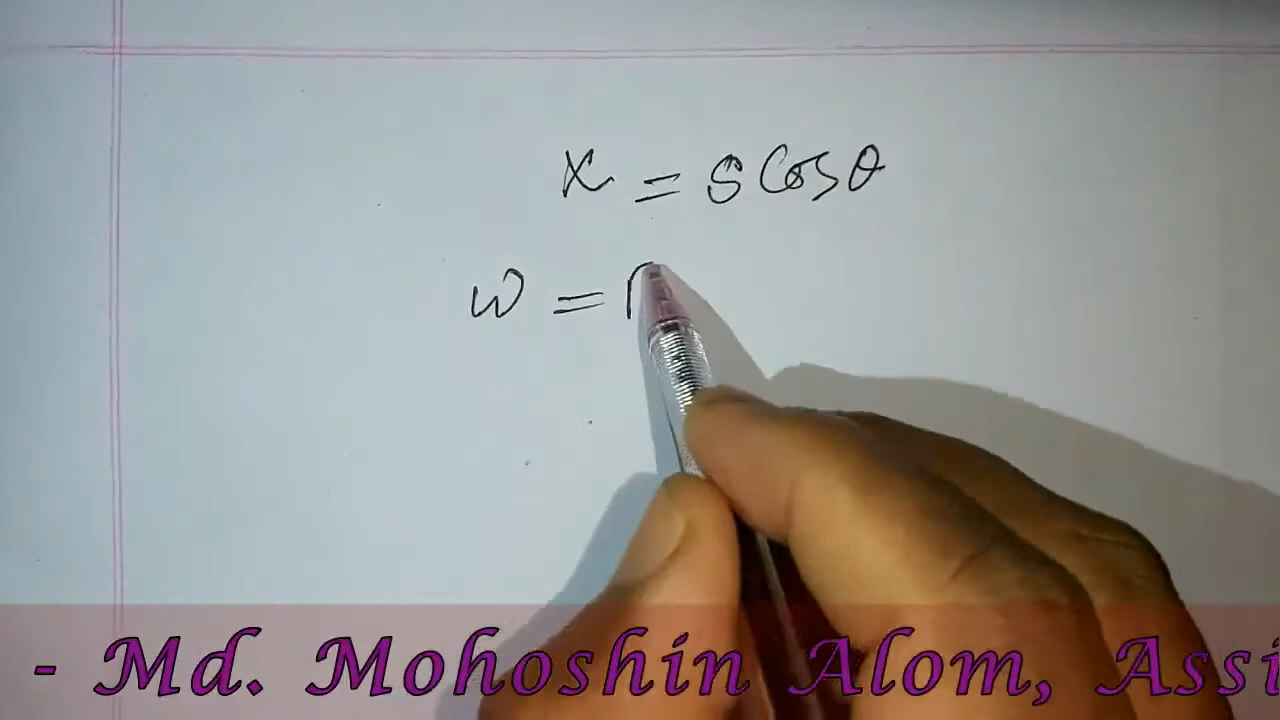 x = s cosθ
w =
- Md. Mohoshin Alom, Assi